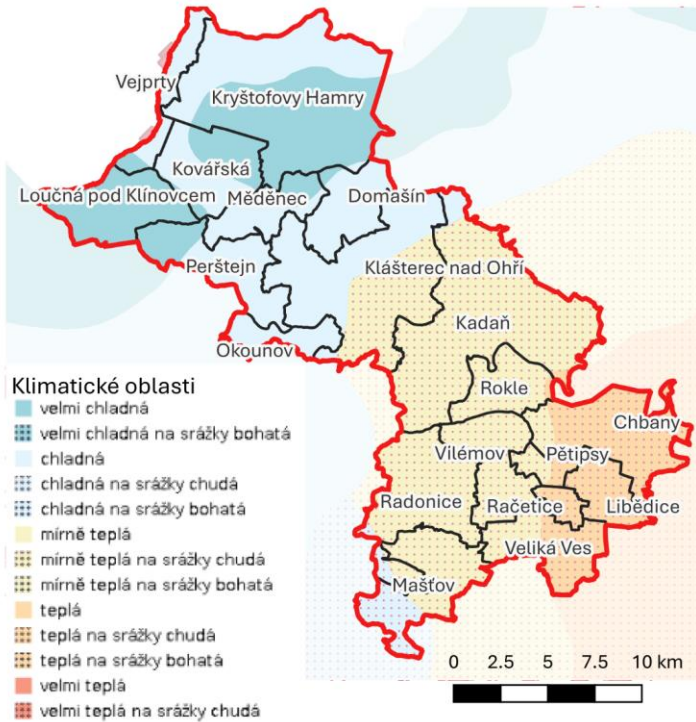 Vejprty
Kryštofovy Hamry
Kovářská
Loučná pod Klínovcem
Měděnec
Domašín
Perštejn
Klášterec nad Ohří
Kadaň
Okounov
Rokle
Chbany
Vilémov
Pětipsy
Radonice
Račetice
Libědice
Veliká Ves
Mašťov
Klimatické oblasti
velmi chladná
velmi chladná na srážky bohatá
chladná
chladná na srážky chudá
chladná na srážky bohatá
mírně teplá
mírně teplá na srážky chudá
mírně teplá na srážky bohatá
teplá
teplá na srážky chudá
teplá na srážky bohatá
velmi teplá
velmi teplá na srážky chudá
0 2.5 5 7.5 10 km